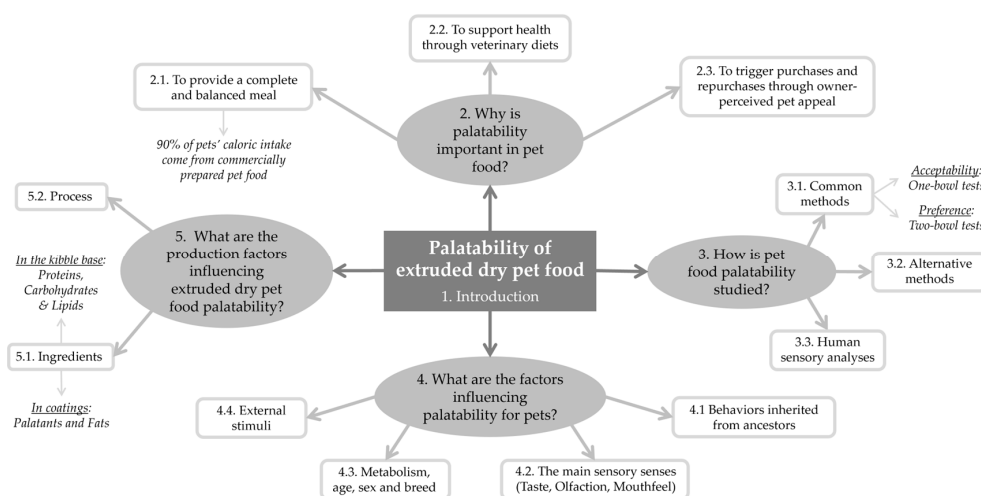 2.2. To support health
through veterinary diets
2.1. To provide a complete
and balanced meal
2.3. To trigger purchases and
repurchases through owner-
perceived pet appeal
2. Why is
palatability
important in pet
food?
90% of pets' caloric intake
come from commercially
prepared pet food
Acceptability:
One-bowl tests
3.1. Common
methods
Preference:
Two-bowl tests
5.2. Process
5. What are the
production factors
influencing
extruded dry pet
food palatability?
Palatability of
extruded dry pet food
1. Introduction
3. How is pet
food palatability
studied?
3.2. Alternative
methods
In the kibble base:
Proteins,
Carbohydrates
& Lipids
3.3. Human
sensory analyses
5.1. Ingredients
In coatings:
Palatants and Fats
4. What are the factors
influencing
palatability for pets?
4.4. External
stimuli
4.1 Behaviors inherited
from ancestors
4.3. Metabolism,
age, sex and breed
4.2. The main sensory senses
(Taste, Olfaction, Mouthfeel)